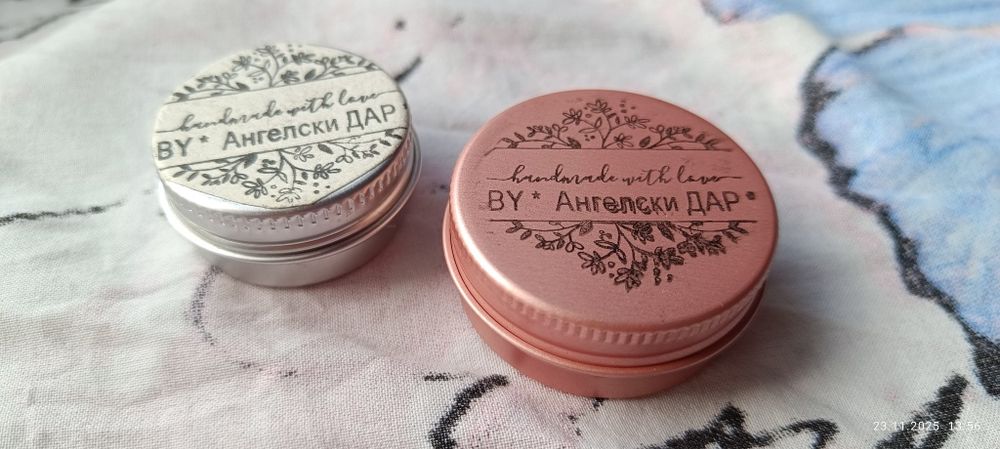 handmade with love
BY * Ангелски ДАР
handmade with love
BY * Ангелски ДАР *
23.11.2025 13:56